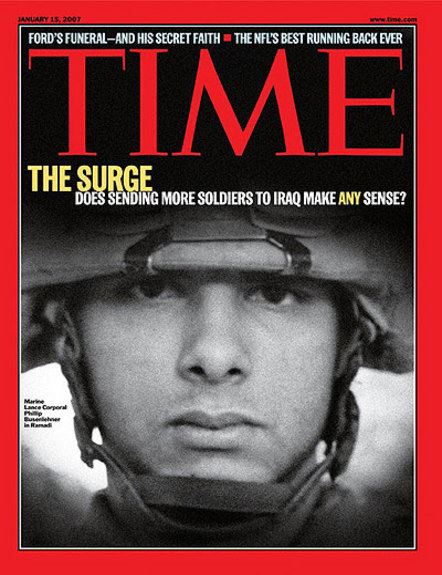 JANUARY 15, 2007 www.time.com
FORD'S FUNERAL—AND HIS SECRET FAITH ■ THE NFL'S BEST RUNNING BACK EVER
TIME
THE SURGE
DOES SENDING MORE SOLDIERS TO IRAQ MAKE ANY SENSE?
Marine
Lance Corporal
Phillip
Busenlehner
in Ramadi